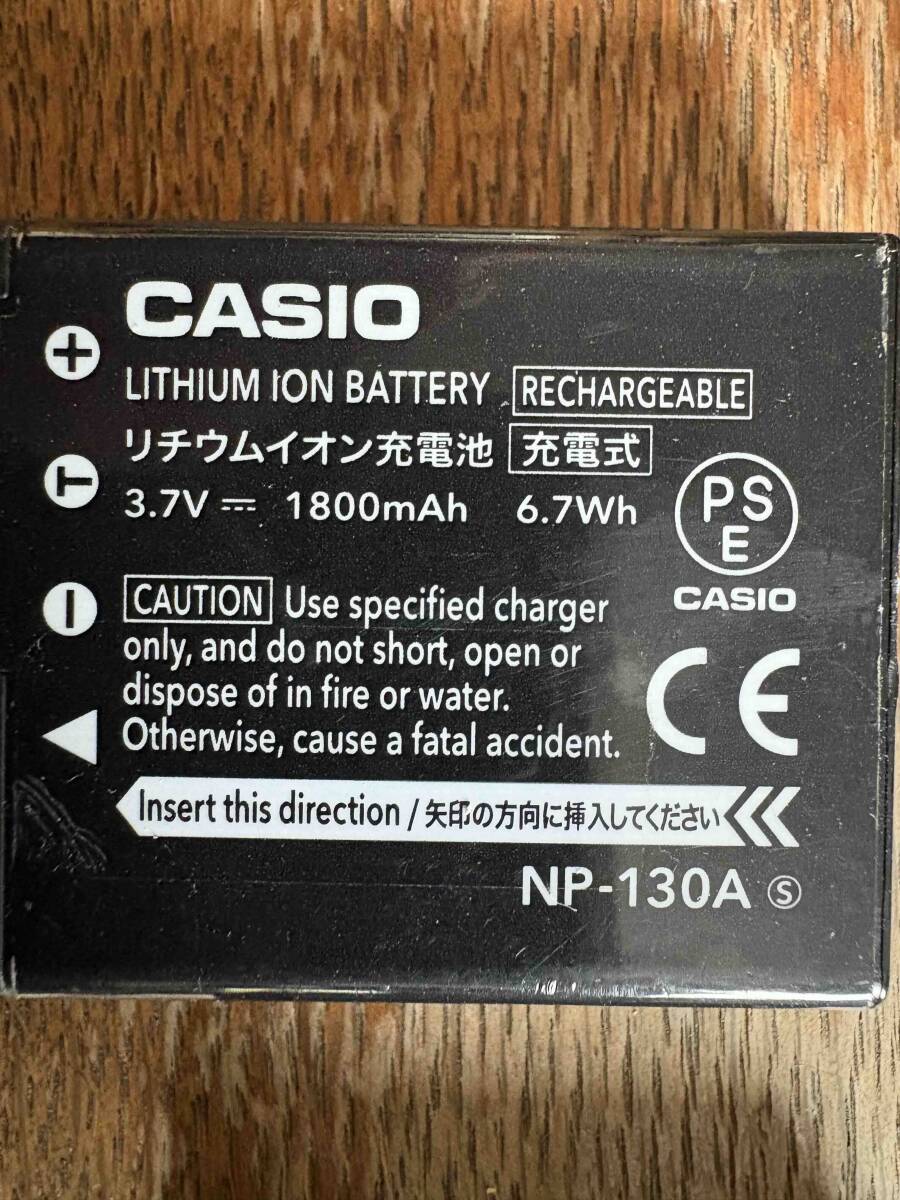 CASIO
LITHIUM ION BATTERY RECHARGEABLE
リチウムイオン充電池 充電式
3.7V 1800mAh 6.7Wh
+
T
−
PS
E
CASIO
CAUTION Use specified charger
only, and do not short, open or
dispose of in fire or water.
Otherwise, cause a fatal accident.
CE
Insert this direction / 矢印の方向に挿入してください
NP-130A Ⓢ